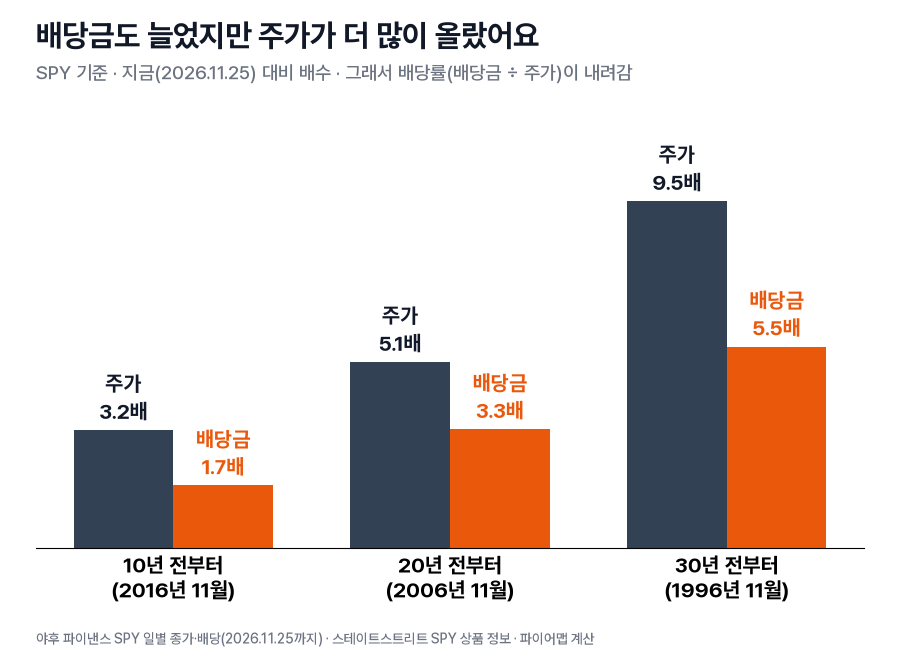 배당금도 늘었지만 주가가 더 많이 올랐어요
SPY 기준 · 지금(2026.11.25) 대비 배수 · 그래서 배당률(배당금 ÷ 주가)이 내려감
주가
9.5배
배당금
5.5배
주가
5.1배
배당금
3.3배
주가
3.2배
배당금
1.7배
10년 전부터
(2016년 11월)
20년 전부터
(2006년 11월)
30년 전부터
(1996년 11월)
야후 파이낸스 SPY 일별 종가·배당(2026.11.25까지) · 스테이트스트리트 SPY 상품 정보 · 파이어맵 계산